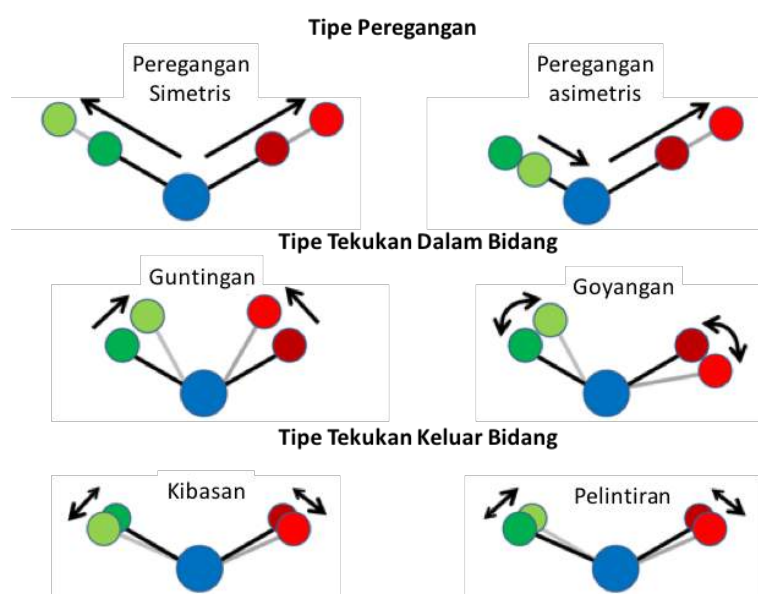 Tipe Peregangan
Peregangan
Simetris
Peregangan
asimetris
Tipe Tekukan Dalam Bidang
Guntingan
Goyangan
Tipe Tekukan Keluar Bidang
Kibasan
Pelintiran